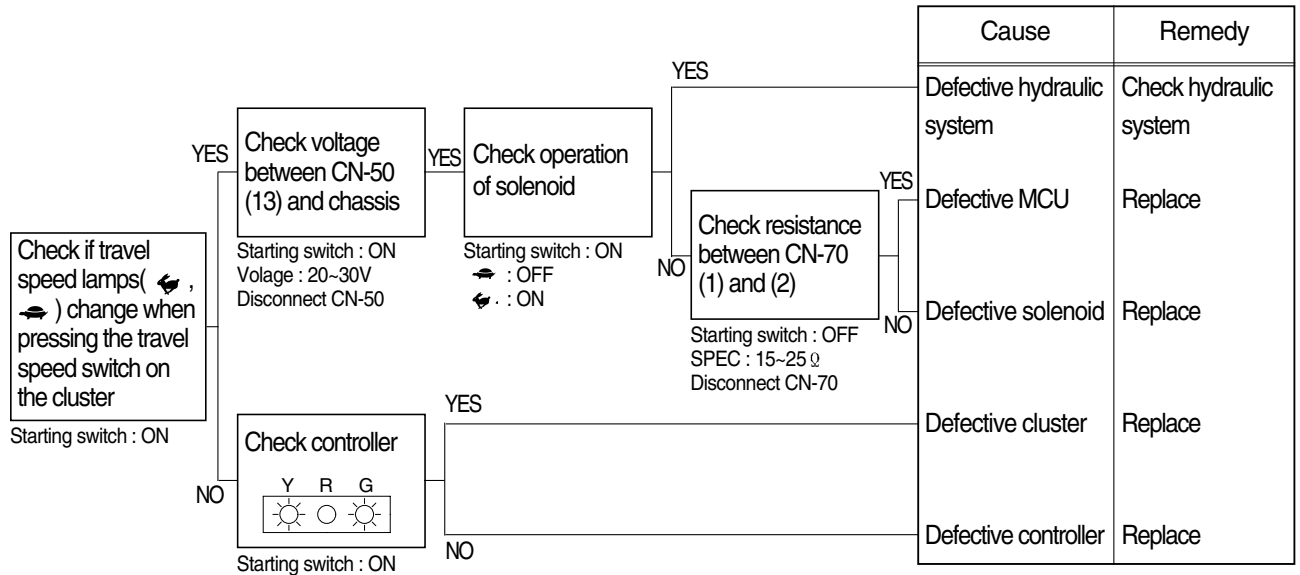 Cause Remedy
YES
Defective hydraulic Check hydraulic
system system
YES
Check voltage
between CN-50
(13) and chassis
YES
Check operation
of solenoid
YES
Defective MCU Replace
Check if travel
speed lamps( ,
) change when
pressing the travel
speed switch on
the cluster
Starting switch : ON
Starting switch : ON
Volage : 20~30V
Disconnect CN-50
Starting switch : ON
: OFF
. : ON
NO
Check resistance
between CN-70
(1) and (2)
Starting switch : OFF
SPEC : 15~25 Ω
Disconnect CN-70
NO
Defective solenoid Replace
YES
Defective cluster Replace
NO
Check controller
Y R G
Starting switch : ON
NO
Defective controller Replace